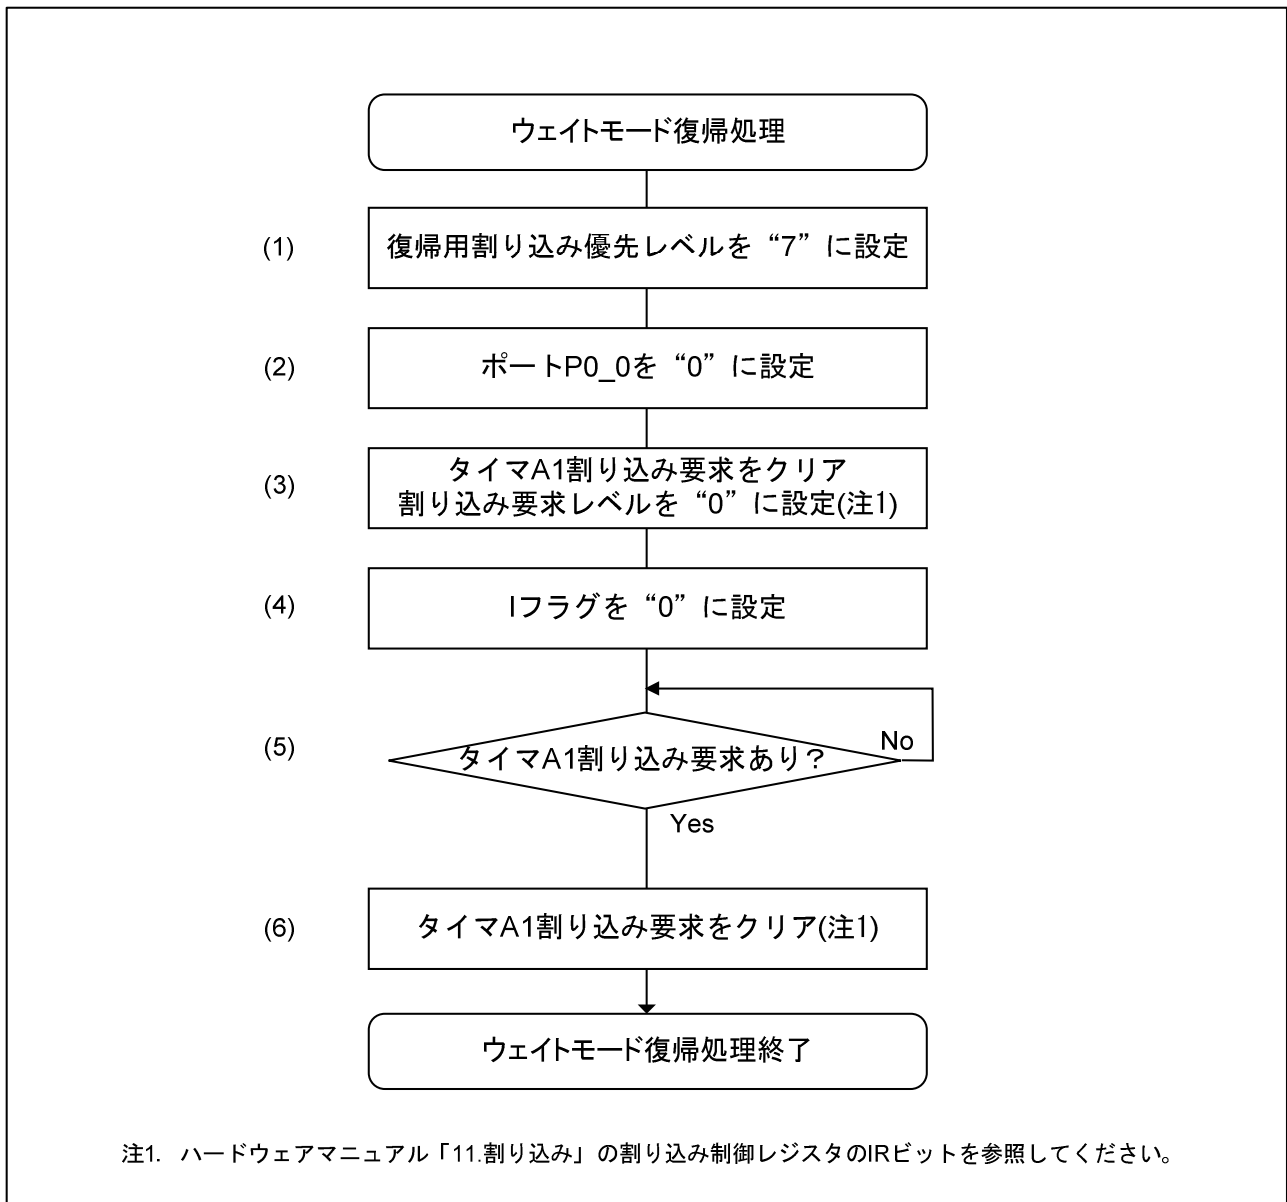 ウェイトモード復帰処理
(1)
復帰用割り込み優先レベルを“7”に設定
(2)
ポートP0_0を“0”に設定
(3)
タイマA1割り込み要求をクリア
割り込み要求レベルを“0”に設定(注1)
(4)
Iフラグを“0”に設定
(5)
タイマA1割り込み要求あり?
No
Yes
(6)
タイマA1割り込み要求をクリア(注1)
ウェイトモード復帰処理終了
注1. ハードウェアマニュアル「11.割り込み」の割り込み制御レジスタのIRビットを参照してください。